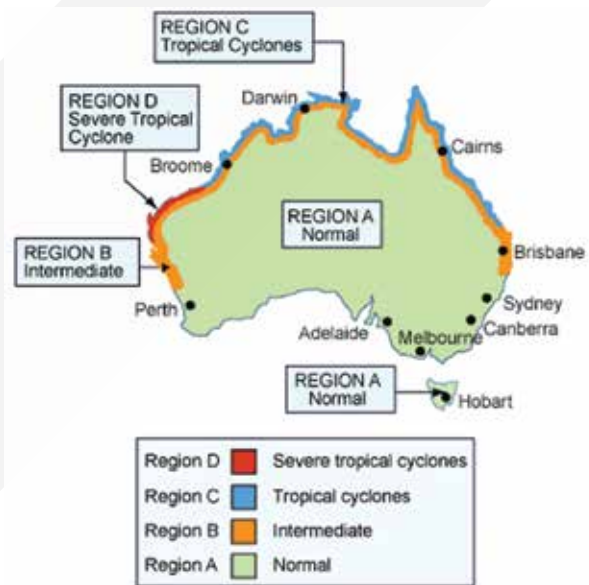 REGION C
Tropical Cyclones
REGION D
Severe Tropical
Cyclone
Darwin
Broome
Cairns
REGION A
Normal
REGION B
Intermediate
Brisbane
Perth
Sydney
Adelaide
Canberra
Melbourne
REGION A
Normal
Hobart
Region D Severe tropical cyclones
Region C Tropical cyclones
Region B Intermediate
Region A Normal